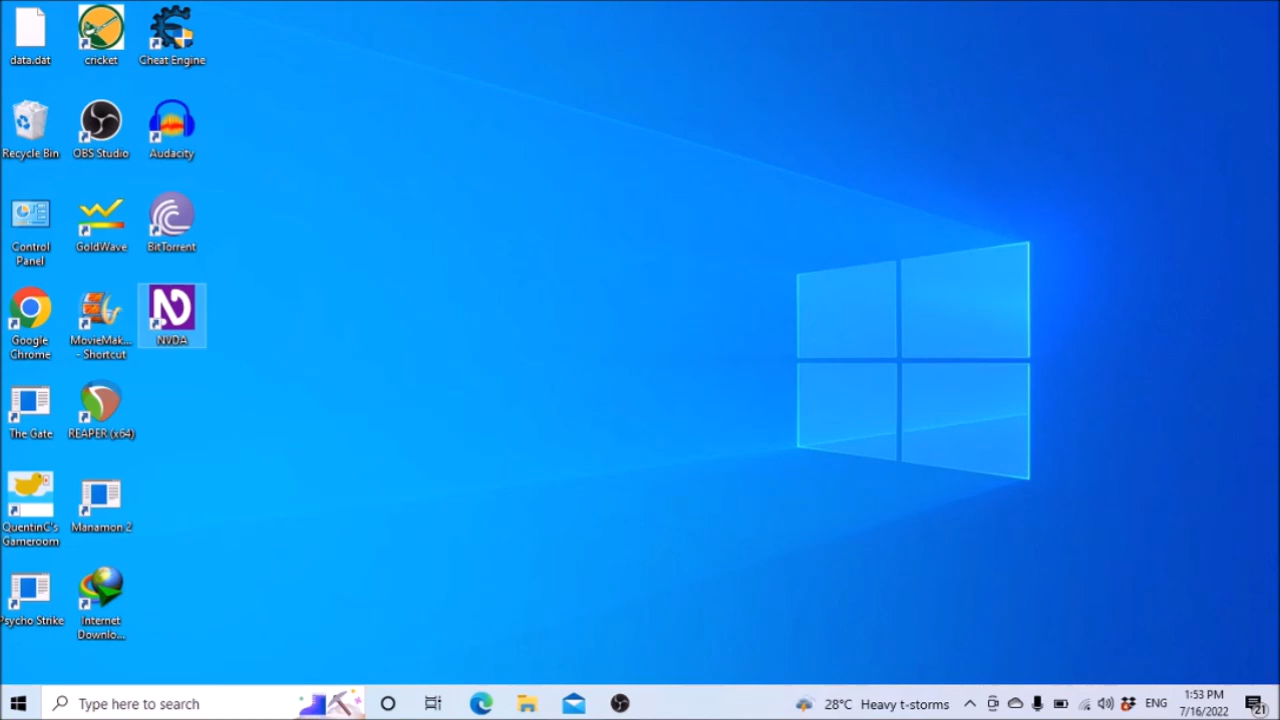 data.dat
cricket
Cheat Engine
Recycle Bin
OBS Studio
Audacity
Control
Panel
GoldWave
BitTorrent
Google
Chrome
MovieMak...
- Shortcut
NVDA
The Gate
REAPER (x64)
QuentinC's
Gameroom
Manamon 2
Psycho Strike
Internet
Downlo...
Type here to search
28°C Heavy t-storms
ENG
1:53 PM
7/16/2022
21